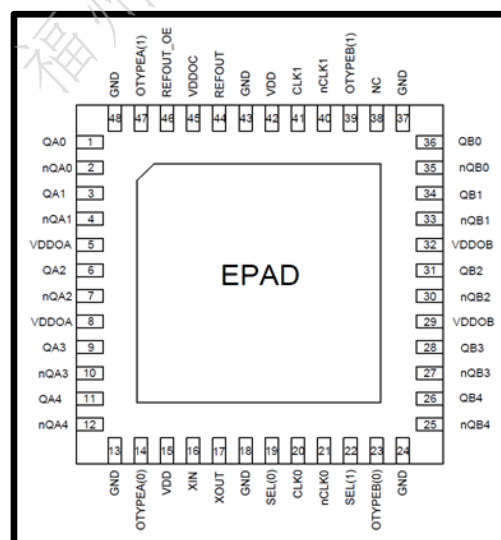 福州
GND OTYPEA(1) REFOUT_OE VDDOC REFOUT GND VDD CLK1 nCLK1 OTYPEB(1) NC GND
48 47 46 45 44 43 42 41 40 39 38 37
QA0 1 36 QB0
nQA0 2 35 nQB0
QA1 3 34 QB1
nQA1 4 33 nQB1
VDDOA 5 32 VDDOB
QA2 6 31 QB2
EPAD
nQA2 7 30 nQB2
VDDOA 8 29 VDDOB
QA3 9 28 QB3
nQA3 10 27 nQB3
QA4 11 26 QB4
nQA4 12 25 nQB4
13 14 15 16 17 18 19 20 21 22 23 24
GND OTYPEA(0) VDD XIN XOUT GND SEL(0) CLK0 nCLK0 SEL(1) OTYPEB(0) GND